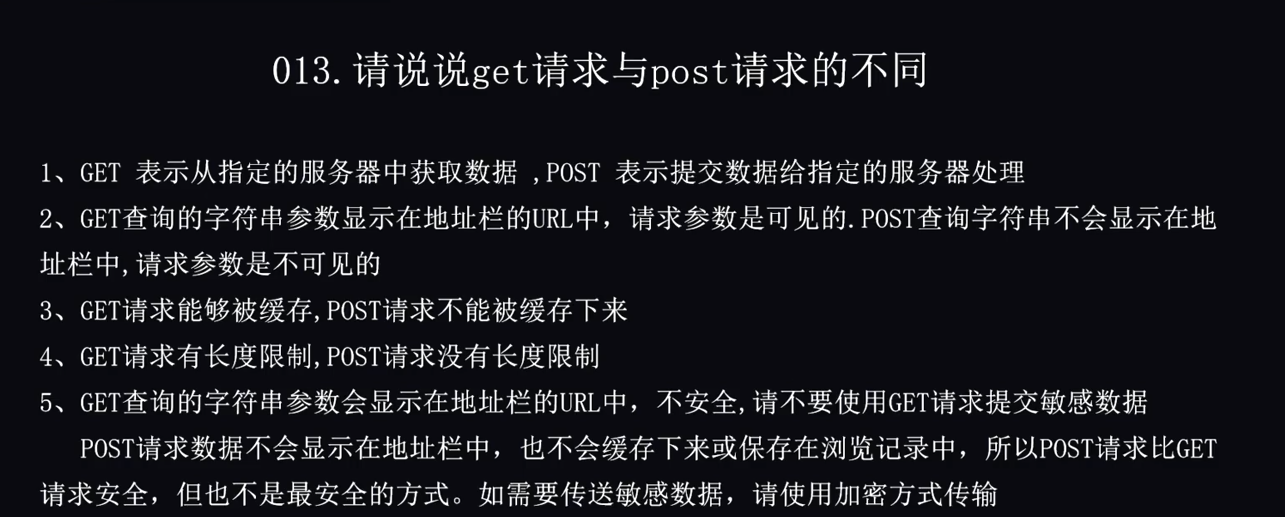 013.请说说get请求与post请求的不同
1、GET 表示从指定的服务器中获取数据 ,POST 表示提交数据给指定的服务器处理
2、GET查询的字符串参数显示在地址栏的URL中，请求参数是可见的.POST查询字符串不会显示在地
址栏中,请求参数是不可见的
3、GET请求能够被缓存,POST请求不能被缓存下来
4、GET请求有长度限制,POST请求没有长度限制
5、GET查询的字符串参数会显示在地址栏的URL中，不安全,请不要使用GET请求提交敏感数据
POST请求数据不会显示在地址栏中，也不会缓存下来或保存在浏览记录中，所以POST请求比GET
请求安全，但也不是最安全的方式。如需要传送敏感数据，请使用加密方式传输